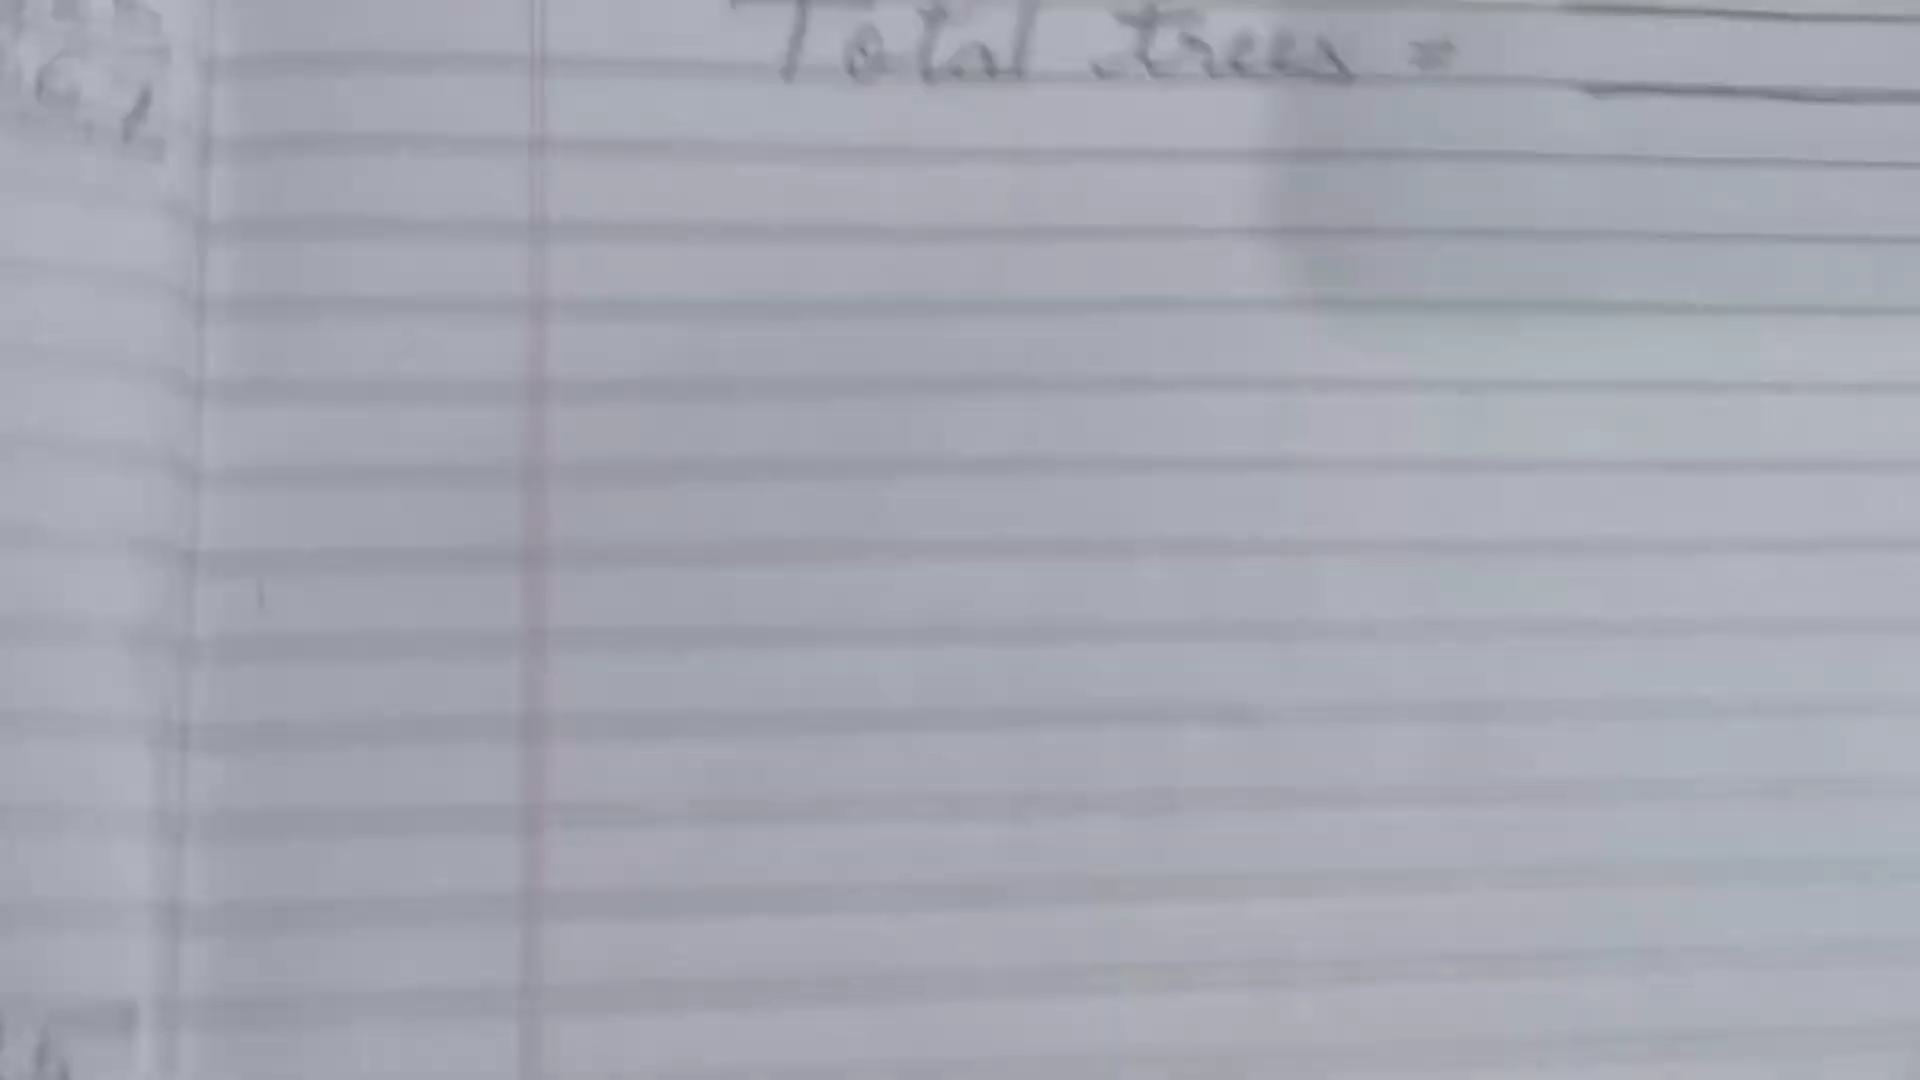 Total trees =